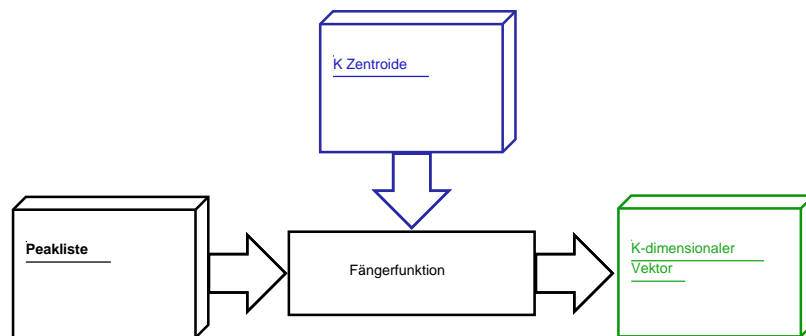 K Zentroide
Peakliste
Fängerfunktion
K-dimensionaler
Vektor